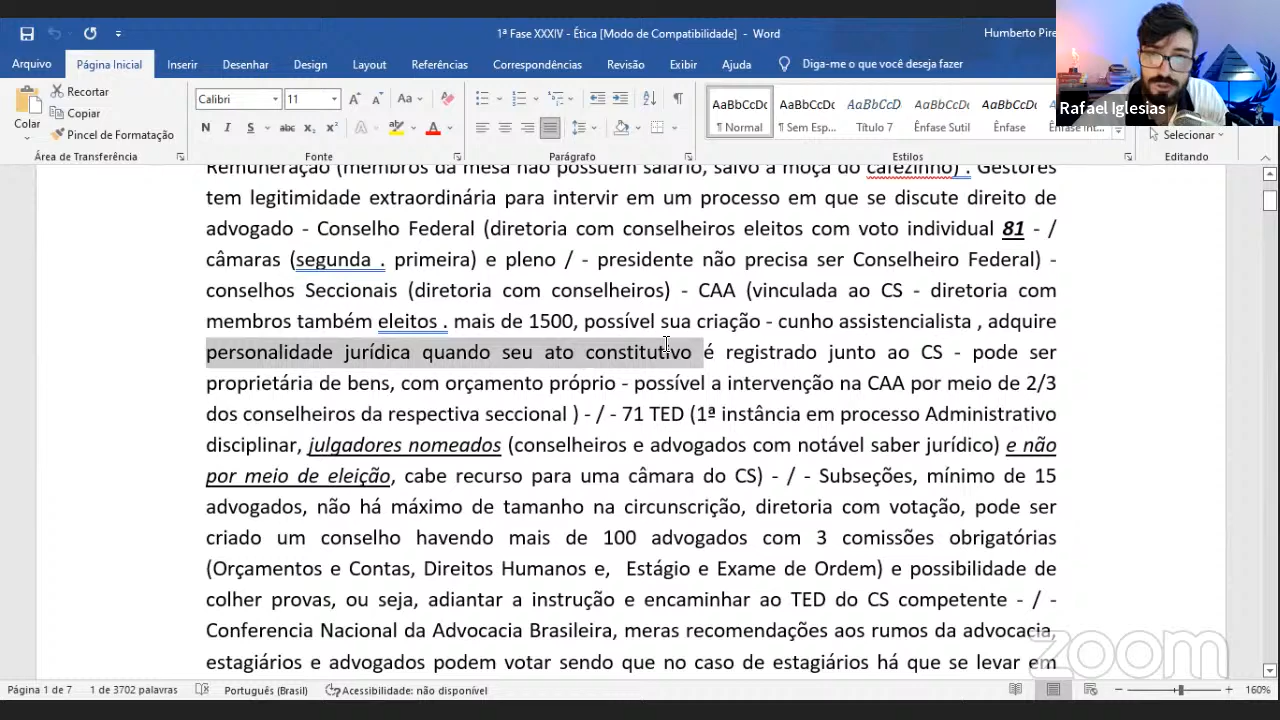 1ª Fase XXXIV - Ética [Modo de Compatibilidade] - Word
Humberto Pire
Arquivo Página Inicial Inserir Desenhar Design Layout Referências Correspondências Revisão Exibir Ajuda Diga-me o que você deseja fazer
Rafael Iglesias
Colar
Recortar
Copiar
Pincel de Formatação
Área de Transferência
Calibri 11
N I S abc x₂ x²
Fonte
Parágrafo
AaBbCcDc AaBbCcDc AaBbCcD AaBbCcDc AaBbCcDc
¶ Normal ¶ Sem Esp... Título 7 Ênfase Sutil Ênfase Ênfase Int...
Estilos
Selecionar
Editando
Remuneração (membros da mesa não possuem salário, salvo a moça do cafezinho) . Gestores
tem legitimidade extraordinária para intervir em um processo em que se discute direito de
advogado - Conselho Federal (diretoria com conselheiros eleitos com voto individual 81 - /
câmaras (segunda . primeira) e pleno / - presidente não precisa ser Conselheiro Federal) -
conselhos Seccionais (diretoria com conselheiros) - CAA (vinculada ao CS - diretoria com
membros também eleitos . mais de 1500, possível sua criação - cunho assistencialista , adquire
personalidade jurídica quando seu ato constitutivo é registrado junto ao CS - pode ser
proprietária de bens, com orçamento próprio - possível a intervenção na CAA por meio de 2/3
dos conselheiros da respectiva seccional ) - / - 71 TED (1ª instância em processo Administrativo
disciplinar, julgadores nomeados (conselheiros e advogados com notável saber jurídico) e não
por meio de eleição, cabe recurso para uma câmara do CS) - / - Subseções, mínimo de 15
advogados, não há máximo de tamanho na circunscrição, diretoria com votação, pode ser
criado um conselho havendo mais de 100 advogados com 3 comissões obrigatórias
(Orçamentos e Contas, Direitos Humanos e, Estágio e Exame de Ordem) e possibilidade de
colher provas, ou seja, adiantar a instrução e encaminhar ao TED do CS competente - / -
Conferencia Nacional da Advocacia Brasileira, meras recomendações aos rumos da advocacia,
estagiários e advogados podem votar sendo que no caso de estagiários há que se levar em
zoom
Página 1 de 7 1 de 3702 palavras Português (Brasil) Acessibilidade: não disponível 160%